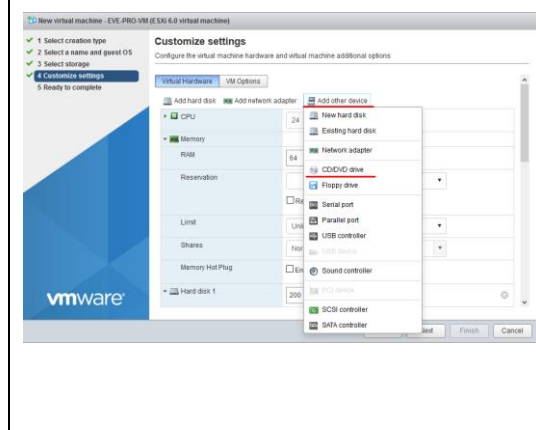 New virtual machine - EVE-PRO-VM (ESXi 6.0 virtual machine)
1 Select creation type
2 Select a name and guest OS
3 Select storage
4 Customize settings
5 Ready to complete
Customize settings
Configure the virtual machine hardware and virtual machine additional options
Virtual Hardware VM Options
Add hard disk Add network adapter Add other device
CPU 24
Memory
RAM 64
Reservation
Re
Limit Unli
Shares Nor
Memory Hot Plug En
Hard disk 1 200
New hard disk
Existing hard disk
Network adapter
CD/DVD drive
Floppy drive
Serial port
Parallel port
USB controller
USB device
Sound controller
PCI device
SCSI controller
SATA controller
vmware
Next Finish Cancel